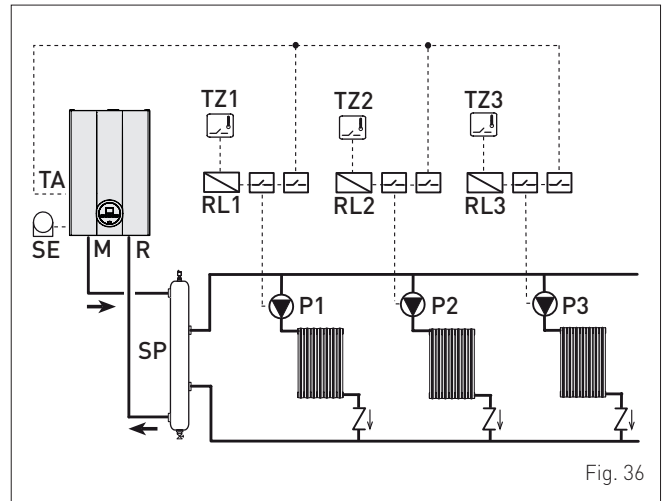 TZ1 TZ2 TZ3
TA
RL1 RL2 RL3
SE M R
P1 P2 P3
SP
Fig. 36